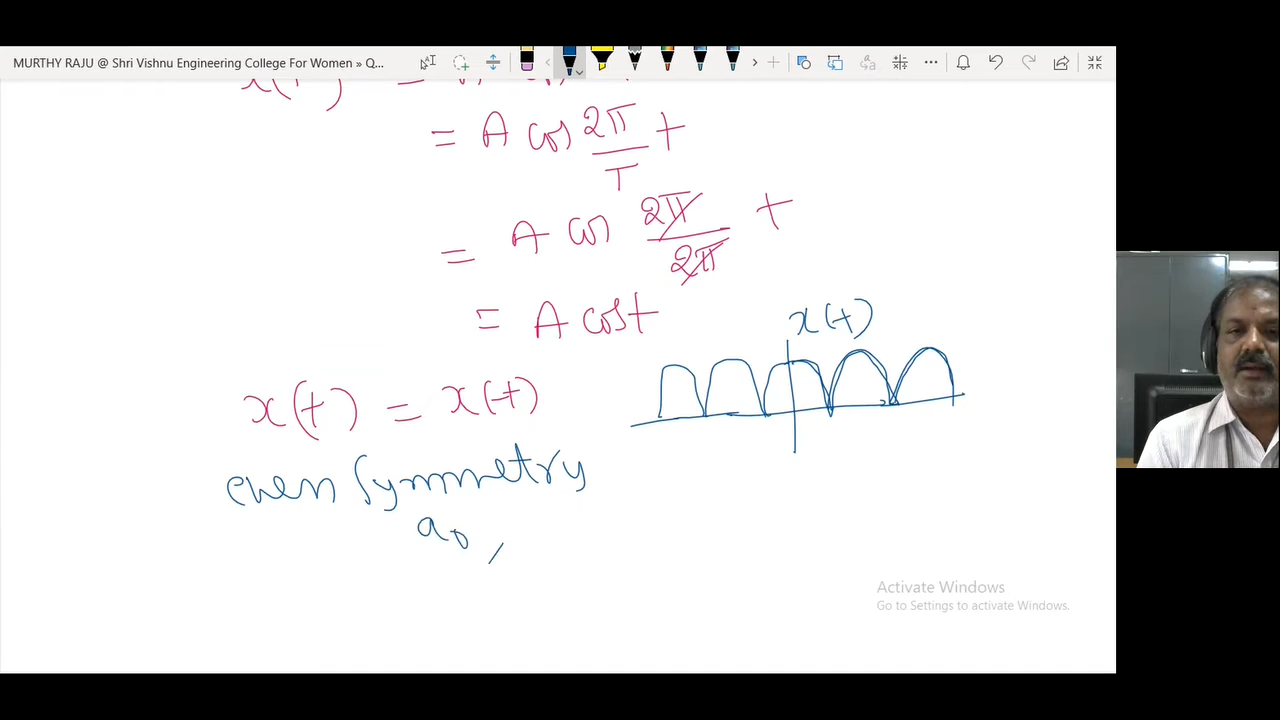 MURTHY RAJU @ Shri Vishnu Engineering College For Women » Q...
= A cos 2π/T t
= A cos 2π/2π t
= A cos t
x(t)
x(t) = x(-t)
even symmetry
a0,
Activate Windows
Go to Settings to activate Windows.